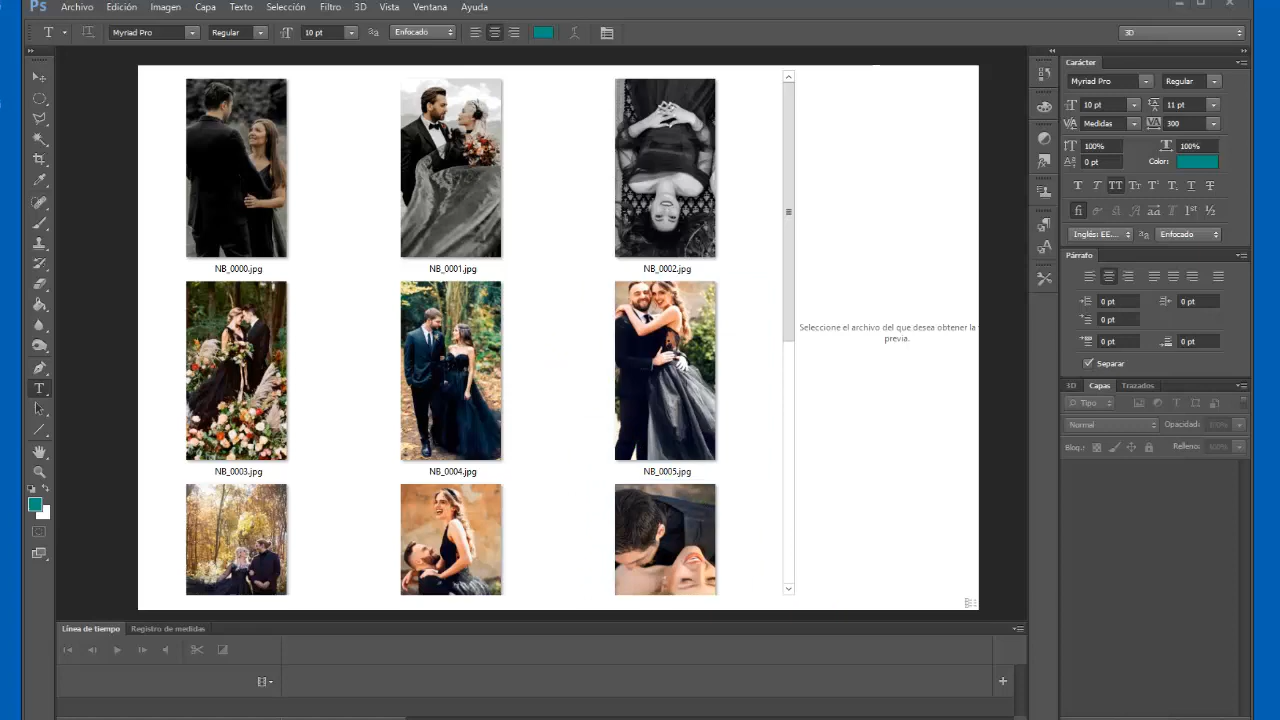 Ps Archivo Edición Imagen Capa Texto Selección Filtro 3D Vista Ventana Ayuda
T Myriad Pro Regular 10 pt Enfocado 3D
NB_0000.jpg NB_0001.jpg NB_0002.jpg
NB_0003.jpg NB_0004.jpg NB_0005.jpg
Seleccione el archivo del que desea obtener la
previa.
Carácter
Myriad Pro Regular
10 pt 11 pt
Medidas 300
100% 100%
0 pt Color:
Inglés: EE... Enfocado
Párrafo
0 pt 0 pt
0 pt
0 pt 0 pt
Separar
3D Capas Trazados
Tipo
Normal Opacidad: 100%
Bloq.: Relleno: 100%
Línea de tiempo Registro de medidas